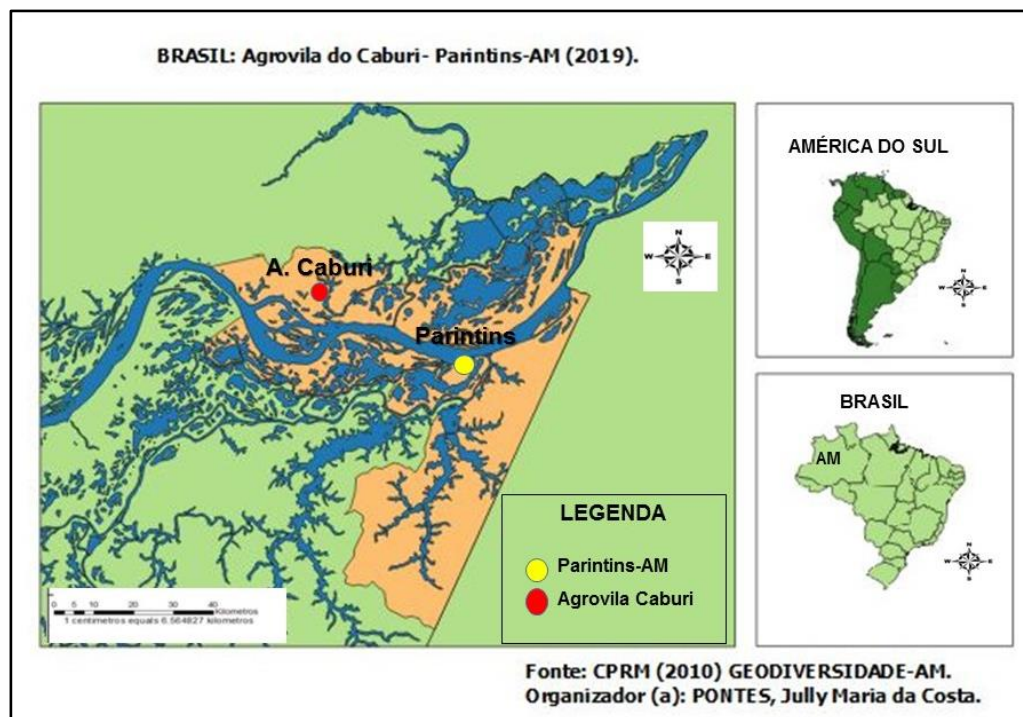 BRASIL: Agrovila do Caburi- Parintins-AM (2019).
A. Caburi
Parintins
N
W E
S
LEGENDA
Parintins-AM
Agrovila Caburi
0 5 10 20 30 40
Kilometros
1 centimetros equals 6.564827 kilometros
AMÉRICA DO SUL
N
W E
S
BRASIL
AM
N
W E
S
Fonte: CPRM (2010) GEODIVERSIDADE-AM.
Organizador (a): PONTES, Jully Maria da Costa.